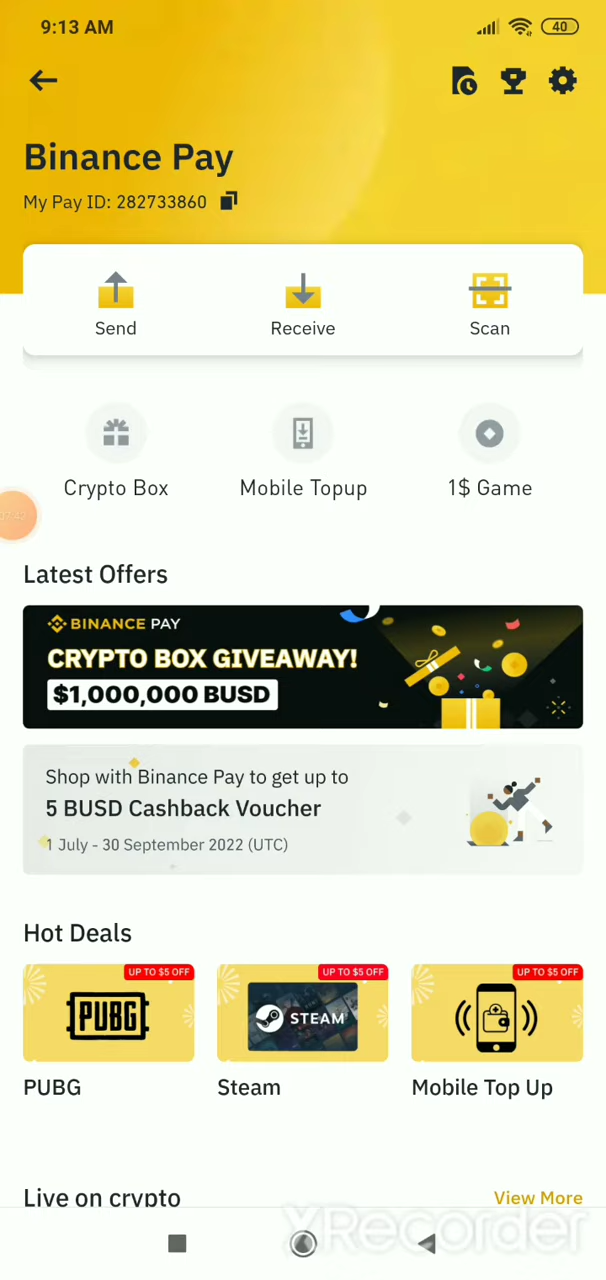 9:13 AM
40
Binance Pay
My Pay ID: 282733860
Send
Receive
Scan
Crypto Box
Mobile Topup
1$ Game
Latest Offers
BINANCE PAY
CRYPTO BOX GIVEAWAY!
$1,000,000 BUSD
Shop with Binance Pay to get up to
5 BUSD Cashback Voucher
1 July - 30 September 2022 (UTC)
Hot Deals
UP TO $5 OFF
UP TO $5 OFF
UP TO $5 OFF
PUBG
STEAM
PUBG
Steam
Mobile Top Up
Live on crypto
View More
XRecorder